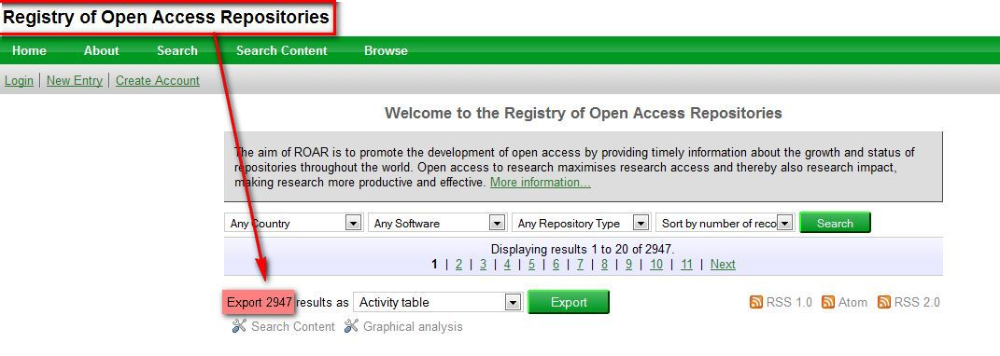 Registry of Open Access Repositories
Home About Search Search Content Browse
Login | New Entry | Create Account
Welcome to the Registry of Open Access Repositories
The aim of ROAR is to promote the development of open access by providing timely information about the growth and status of
repositories throughout the world. Open access to research maximises research access and thereby also research impact,
making research more productive and effective. More information...
Any Country Any Software Any Repository Type Sort by number of reco Search
Displaying results 1 to 20 of 2947.
1 | 2 | 3 | 4 | 5 | 6 | 7 | 8 | 9 | 10 | 11 | Next
Export 2947 results as Activity table Export RSS 1.0 Atom RSS 2.0
Search Content Graphical analysis